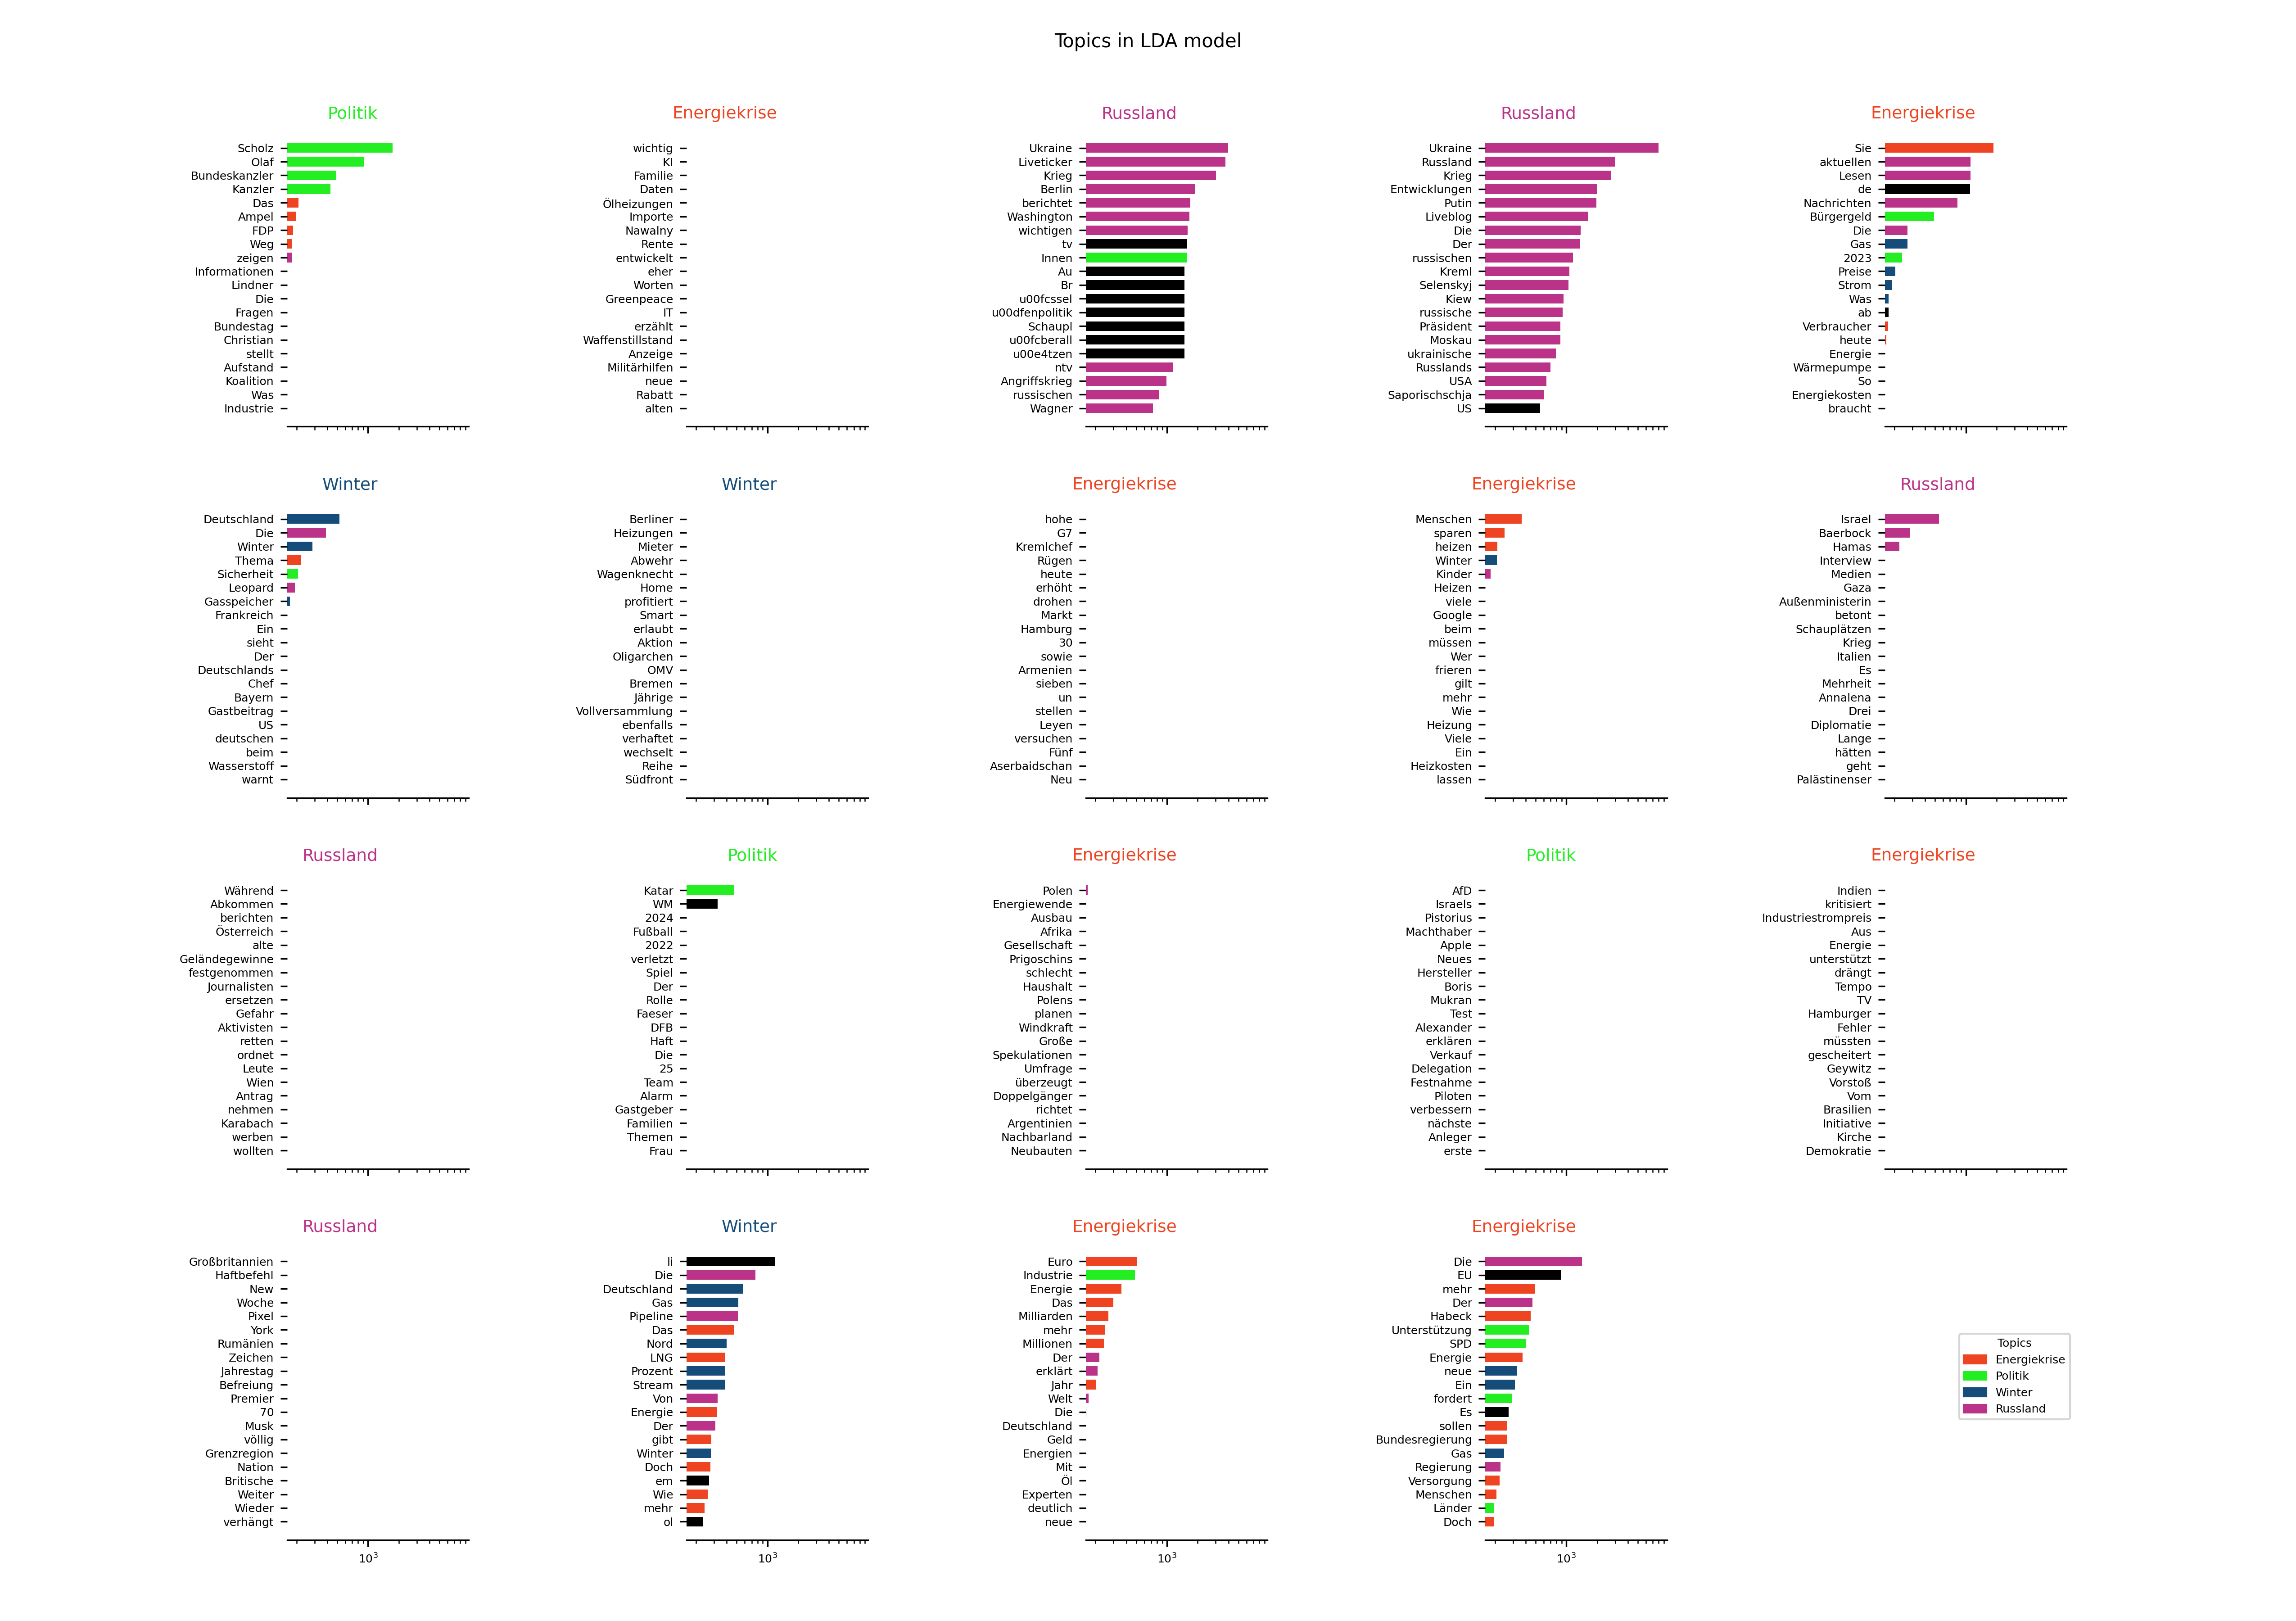 Topics in LDA model
Politik
Scholz
Olaf
Bundeskanzler
Kanzler
Das
Ampel
FDP
Weg
zeigen
Informationen
Lindner
Die
Fragen
Bundestag
Christian
stellt
Aufstand
Koalition
Was
Industrie
Energiekrise
wichtig
KI
Familie
Daten
Ölheizungen
Importe
Nawalny
Rente
entwickelt
eher
Worten
Greenpeace
IT
erzählt
Waffenstillstand
Anzeige
Militärhilfen
neue
Rabatt
alten
Russland
Ukraine
Liveticker
Krieg
Berlin
berichtet
Washington
wichtigen
tv
Innen
Au
Br
u00fcssel
u00dfenpolitik
Schaupl
u00fcberall
u00e4tzen
ntv
Angriffskrieg
russischen
Wagner
Russland
Ukraine
Russland
Krieg
Entwicklungen
Putin
Liveblog
Die
Der
russischen
Kreml
Selenskyj
Kiew
russische
Präsident
Moskau
ukrainische
Russlands
USA
Saporischschja
US
Energiekrise
Sie
aktuellen
Lesen
de
Nachrichten
Bürgergeld
Die
Gas
2023
Preise
Strom
Was
ab
Verbraucher
heute
Energie
Wärmepumpe
So
Energiekosten
braucht
Winter
Deutschland
Die
Winter
Thema
Sicherheit
Leopard
Gasspeicher
Frankreich
Ein
sieht
Der
Deutschlands
Chef
Bayern
Gastbeitrag
US
deutschen
beim
Wasserstoff
warnt
Winter
Berliner
Heizungen
Mieter
Abwehr
Wagenknecht
Home
profitiert
Smart
erlaubt
Aktion
Oligarchen
OMV
Bremen
Jährige
Vollversammlung
ebenfalls
verhaftet
wechselt
Reihe
Südfront
Energiekrise
hohe
G7
Kremlchef
Rügen
heute
erhöht
drohen
Markt
Hamburg
30
sowie
Armenien
sieben
un
stellen
Leyen
versuchen
Fünf
Aserbaidschan
Neu
Energiekrise
Menschen
sparen
heizen
Winter
Kinder
Heizen
viele
Google
beim
müssen
Wer
frieren
gilt
mehr
Wie
Heizung
Viele
Ein
Heizkosten
lassen
Russland
Israel
Baerbock
Hamas
Interview
Medien
Gaza
Außenministerin
betont
Schauplätzen
Krieg
Italien
Es
Mehrheit
Annalena
Drei
Diplomatie
Lange
hätten
geht
Palästinenser
Russland
Während
Abkommen
berichten
Österreich
alte
Geländegewinne
festgenommen
Journalisten
ersetzen
Gefahr
Aktivisten
retten
ordnet
Leute
Wien
Antrag
nehmen
Karabach
werben
wollten
Politik
Katar
WM
2024
Fußball
2022
verletzt
Spiel
Der
Rolle
Faeser
DFB
Haft
Die
25
Team
Alarm
Gastgeber
Familien
Themen
Frau
Energiekrise
Polen
Energiewende
Ausbau
Afrika
Gesellschaft
Prigoschins
schlecht
Haushalt
Polens
planen
Windkraft
Große
Spekulationen
Umfrage
überzeugt
Doppelgänger
richtet
Argentinien
Nachbarland
Neubauten
Politik
AfD
Israels
Pistorius
Machthaber
Apple
Neues
Hersteller
Boris
Mukran
Test
Alexander
erklären
Verkauf
Delegation
Festnahme
Piloten
verbessern
nächste
Anleger
erste
Energiekrise
Indien
kritisiert
Industriestrompreis
Aus
Energie
unterstützt
drängt
Tempo
TV
Hamburger
Fehler
müssten
gescheitert
Geywitz
Vorstoß
Vom
Brasilien
Initiative
Kirche
Demokratie
Russland
Großbritannien
Haftbefehl
New
Woche
Pixel
York
Rumänien
Zeichen
Jahrestag
Befreiung
Premier
70
Musk
völlig
Grenzregion
Nation
Britische
Weiter
Wieder
verhängt
10³
Winter
li
Die
Deutschland
Gas
Pipeline
Das
Nord
LNG
Prozent
Stream
Von
Energie
Der
gibt
Winter
Doch
em
Wie
mehr
ol
10³
Energiekrise
Euro
Industrie
Energie
Das
Milliarden
mehr
Millionen
Der
erklärt
Jahr
Welt
Die
Deutschland
Geld
Energien
Mit
Öl
Experten
deutlich
neue
10³
Energiekrise
Die
EU
mehr
Der
Habeck
Unterstützung
SPD
Energie
neue
Ein
fordert
Es
sollen
Bundesregierung
Gas
Regierung
Versorgung
Menschen
Länder
Doch
10³
Topics
Energiekrise
Politik
Winter
Russland